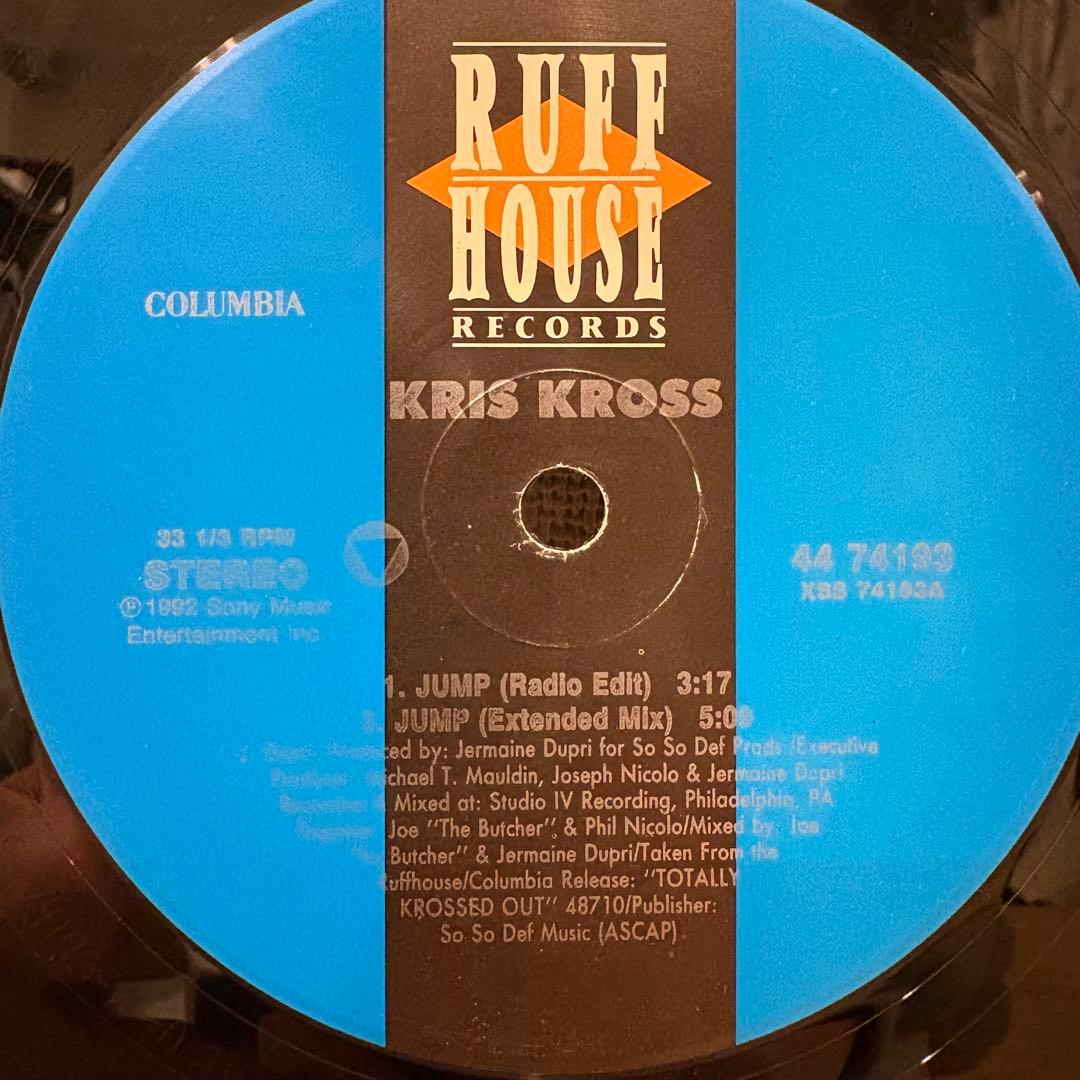 RUFF
HOUSE
RECORDS
COLUMBIA
KRIS KROSS
33 1/3 RPM
STEREO
℗ 1992 Sony Music
Entertainment Inc.
44 74193
XSS 74193A
1. JUMP (Radio Edit) 3:17
2. JUMP (Extended Mix) 5:09
J. Dupri Produced by: Jermaine Dupri for So So Def Prods./Executive
Michael T. Mauldin, Joseph Nicolo & Jermaine Dupri
Mixed at: Studio IV Recording, Philadelphia, PA
Joe "The Butcher" & Phil Nicolo/Mixed by: Joe
Butcher" & Jermaine Dupri/Taken From the
Ruffhouse/Columbia Release: "TOTALLY
KROSSED OUT" 48710/Publisher:
So So Def Music (ASCAP)